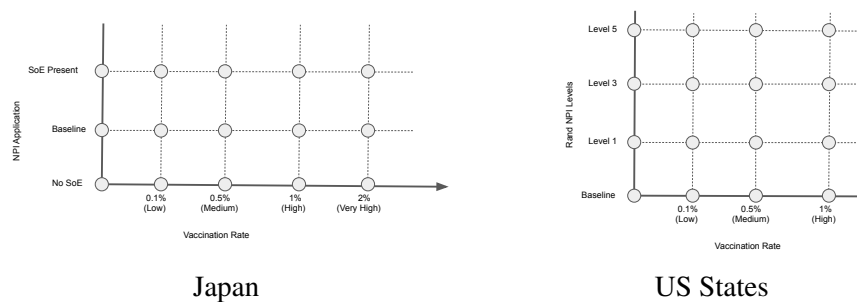 SoE Present
Baseline
No SoE
NPI Application
0.1%
(Low)
0.5%
(Medium)
1%
(High)
2%
(Very High)
Vaccination Rate
Japan
Level 5
Level 3
Level 1
Baseline
Rand NPI Levels
0.1%
(Low)
0.5%
(Medium)
1%
(High)
Vaccination Rate
US States